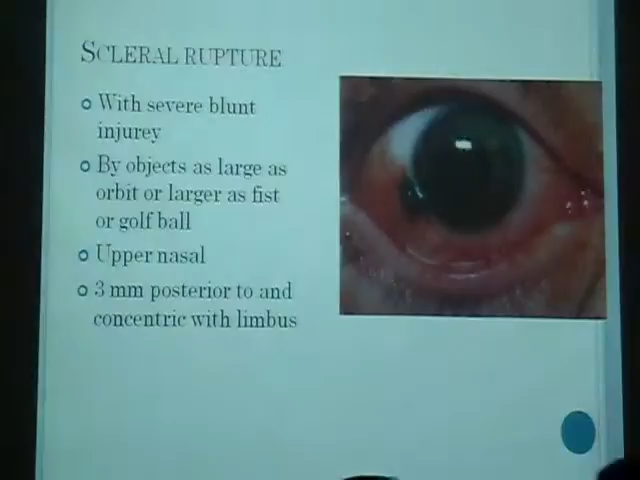 SCLERAL RUPTURE
With severe blunt
injurey
By objects as large as
orbit or larger as fist
or golf ball
Upper nasal
3 mm posterior to and
concentric with limbus